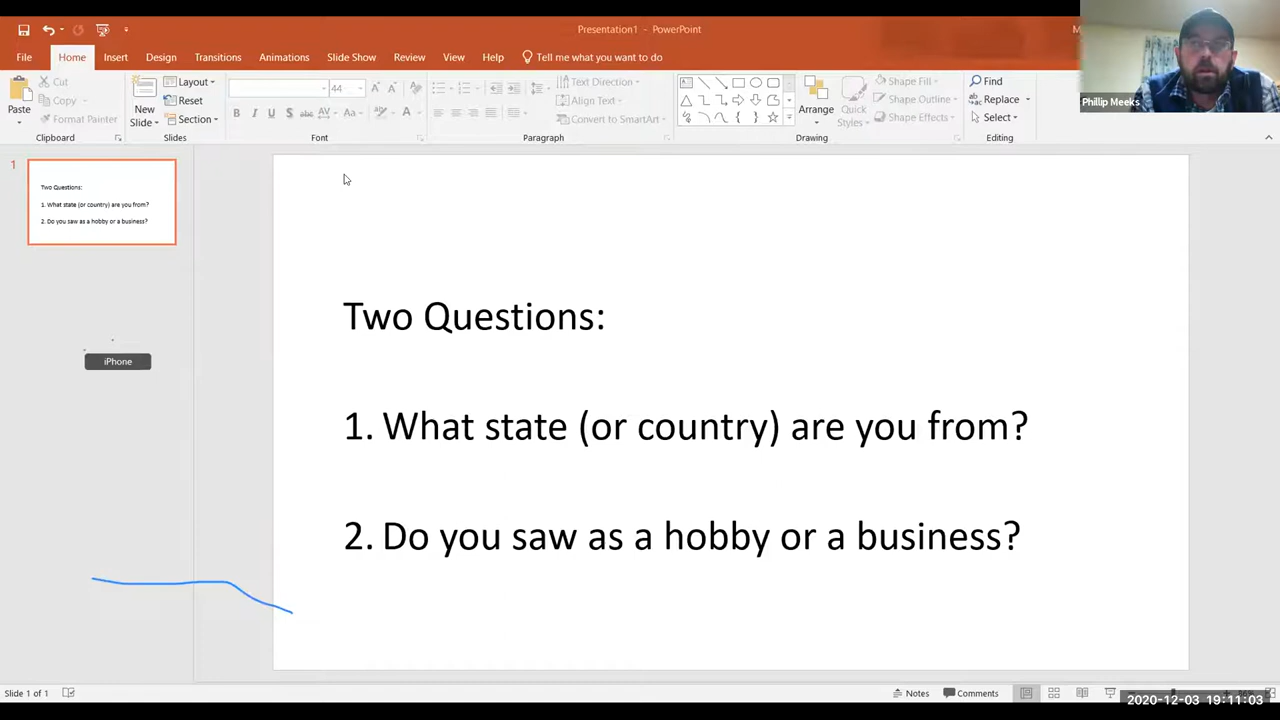 Presentation1 - PowerPoint
File Home Insert Design Transitions Animations Slide Show Review View Help Tell me what you want to do
Paste
Cut
Copy
Format Painter
Clipboard
New
Slide
Layout
Reset
Section
Slides
44
B I U S abc AV Aa
Font
Text Direction
Align Text
Convert to SmartArt
Paragraph
Arrange
Quick
Styles
Shape Fill
Shape Outline
Shape Effects
Drawing
Find
Replace
Select
Editing
Phillip Meeks
1
Two Questions:
1. What state (or country) are you from?
2. Do you saw as a hobby or a business?
iPhone
Two Questions:
1. What state (or country) are you from?
2. Do you saw as a hobby or a business?
Slide 1 of 1
Notes Comments
2020-12-03 19:11:03